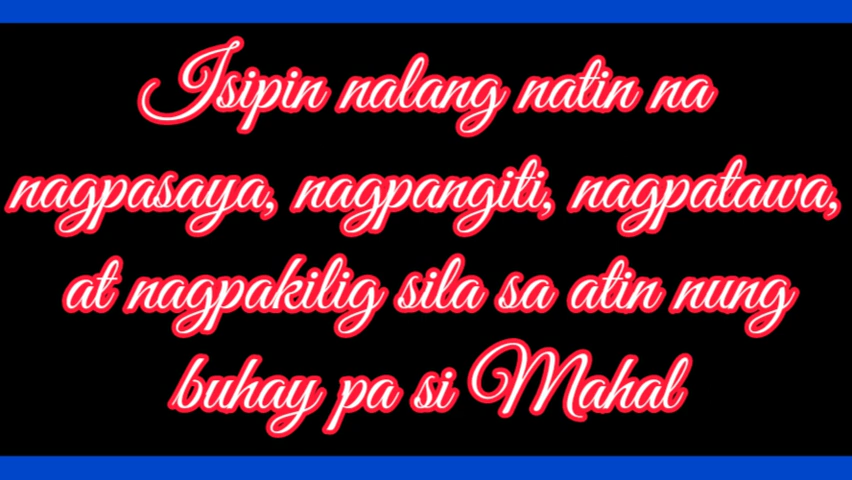 Isipin nalang natin na
nagpasaya, nagpangiti, nagpatawa,
at nagpakilig sila sa atin nung
buhay pa si Mahal